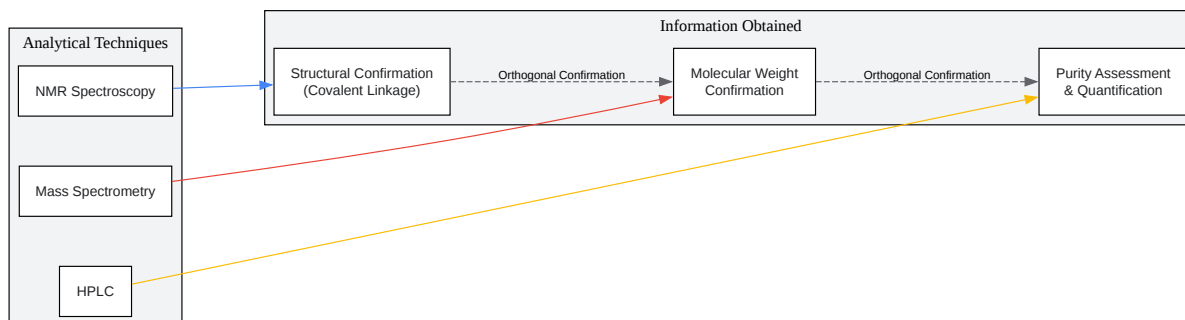 Analytical Techniques
NMR Spectroscopy
Mass Spectrometry
HPLC
Information Obtained
Structural Confirmation
(Covalent Linkage)
Orthogonal Confirmation
Molecular Weight
Confirmation
Orthogonal Confirmation
Purity Assessment
& Quantification